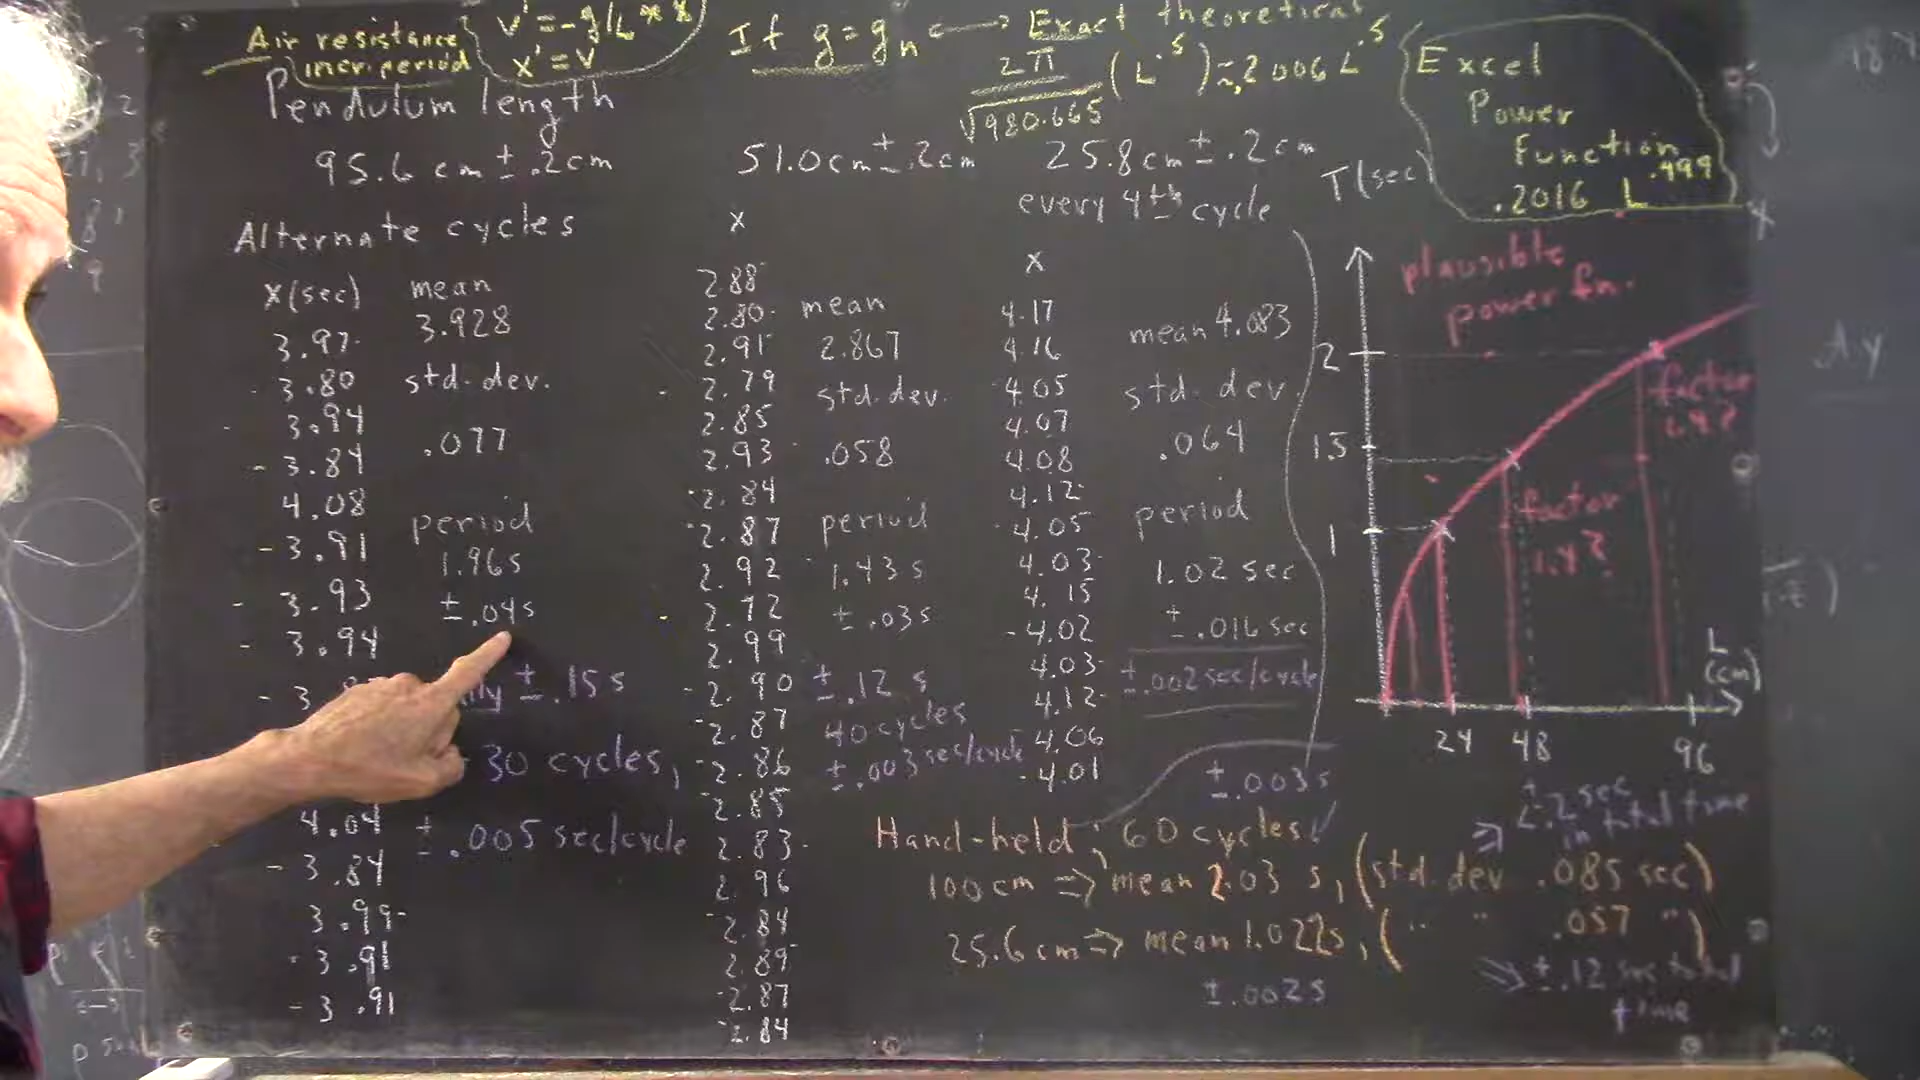 Air resistance
incr. period
v' = -g/L * x
x' = v
If g = gn <—> Exact theoretical
2π / √980.665 (L^.5) ≈ .2006 L^.5
Excel
Power
Function
.2016 L^.999
Pendulum length
95.6 cm ± .2 cm
Alternate cycles
x (sec)
3.97
3.80
3.94
3.84
4.08
3.91
3.93
3.94
3.
4.04
3.84
3.99
3.91
3.91
mean
3.928
std. dev.
.077
period
1.96 s
± .04 s
± .15 s
30 cycles,
± .005 sec/cycle
51.0 cm ± .2 cm
x
2.88
2.80
2.91
2.79
2.85
2.93
2.84
2.87
2.92
2.72
2.99
2.90
2.87
2.86
2.85
2.83
2.96
2.84
2.89
2.87
2.84
mean
2.867
std. dev.
.058
period
1.43 s
± .03 s
± .12 s
40 cycles
± .003 sec/cycle
25.8 cm ± .2 cm
every 4th cycle
x
4.17
4.16
4.05
4.07
4.08
4.12
4.05
4.03
4.15
4.02
4.03
4.12
4.06
4.01
mean 4.083
std. dev.
.064
period
1.02 sec
± .016 sec
± .002 sec/cycle
± .003 s
Hand-held: 60 cycles
100 cm => mean 2.03 s, (std. dev .085 sec)
25.6 cm => mean 1.022 s, (" " .057 ")
± .002 s
± .2 sec
in total time
± .12 sec total
time
T (sec)
plausible
power fn.
2
1.5
1
factor
1.4?
factor
1.4?
L
(cm)
24 48 96